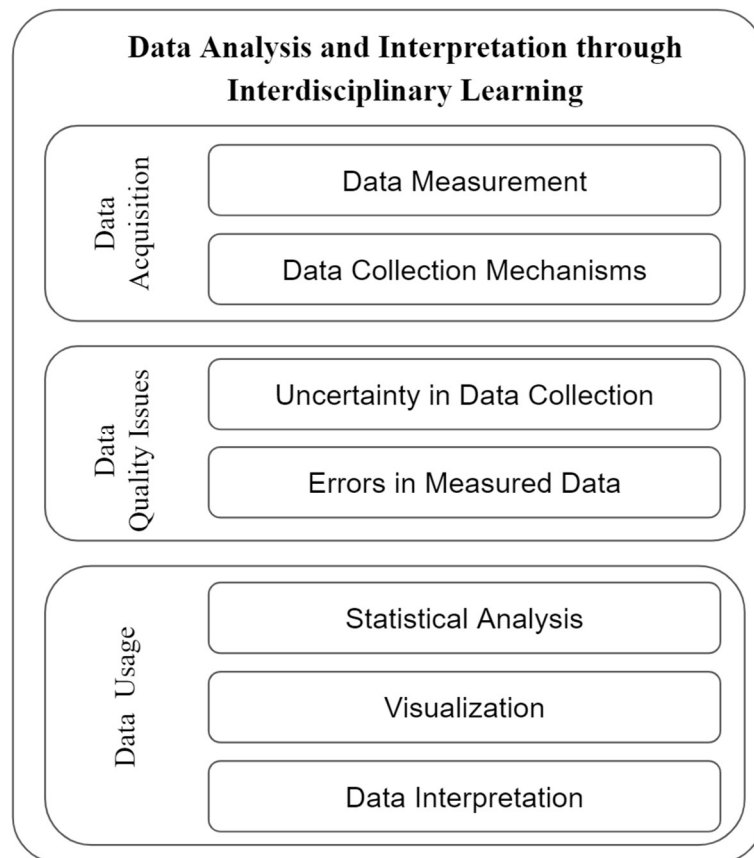 Data Analysis and Interpretation through
Interdisciplinary Learning
Data
Acquisition
Data Measurement
Data Collection Mechanisms
Data
Quality Issues
Uncertainty in Data Collection
Errors in Measured Data
Data Usage
Statistical Analysis
Visualization
Data Interpretation